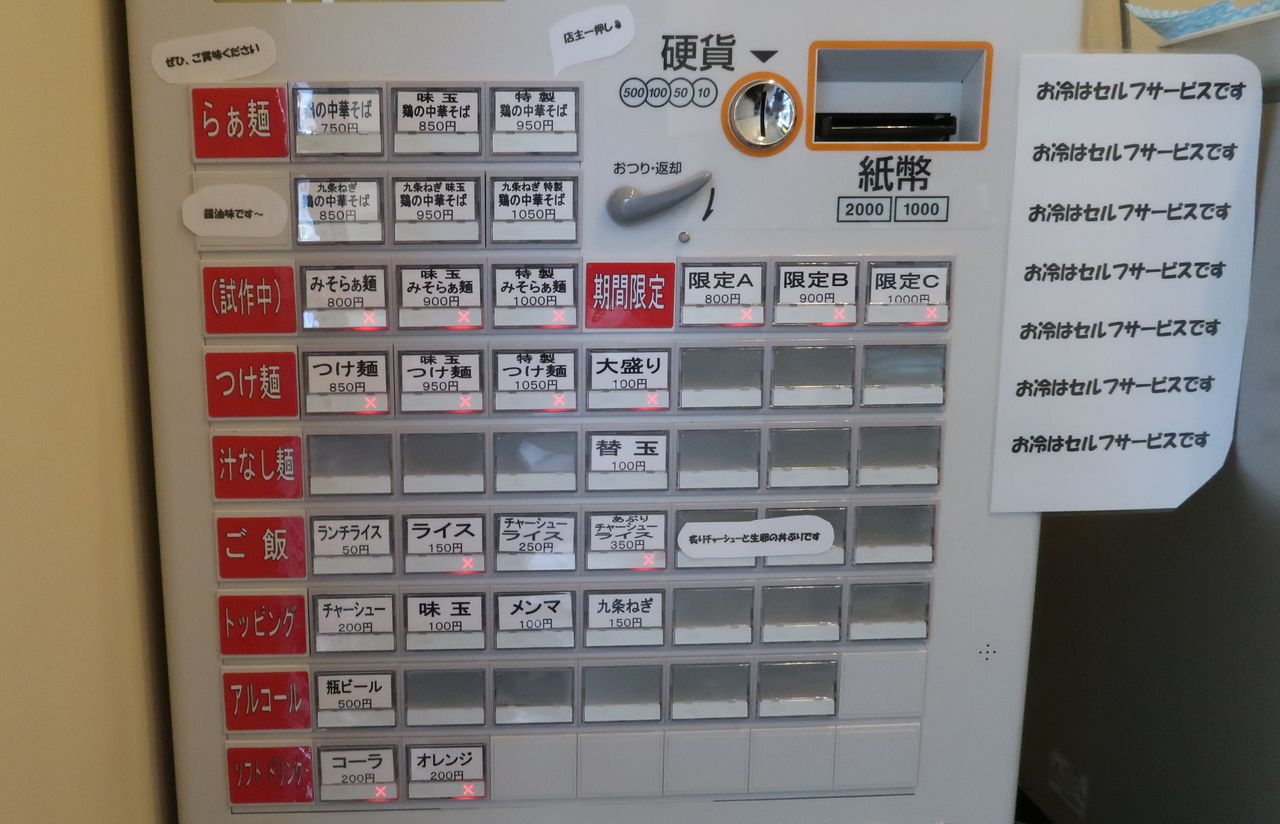 ぜひ、ご賞味ください
店主一押し
硬貨
500 100 50 10
おつり・返却
紙幣
2000 1000
らぁ麺
鶏の中華そば
750円
味玉
鶏の中華そば
850円
特製
鶏の中華そば
950円
醤油味です～
九条ねぎ
鶏の中華そば
850円
九条ねぎ 味玉
鶏の中華そば
950円
九条ねぎ 特製
鶏の中華そば
1050円
(試作中)
みそらぁ麺
800円
味玉
みそらぁ麺
900円
特製
みそらぁ麺
1000円
期間限定
限定A
800円
限定B
900円
限定C
1000円
つけ麺
つけ麺
850円
味玉
つけ麺
950円
特製
つけ麺
1050円
大盛り
100円
汁なし麺
替玉
100円
ご飯
ランチライス
50円
ライス
150円
チャーシュー
ライス
250円
あぶり
チャーシュー
ライス
350円
炙りチャーシューと生卵の丼ぶりです
トッピング
チャーシュー
200円
味玉
100円
メンマ
100円
九条ねぎ
150円
アルコール
瓶ビール
500円
ソフトドリンク
コーラ
200円
オレンジ
200円
お冷はセルフサービスです
お冷はセルフサービスです
お冷はセルフサービスです
お冷はセルフサービスです
お冷はセルフサービスです
お冷はセルフサービスです
お冷はセルフサービスです